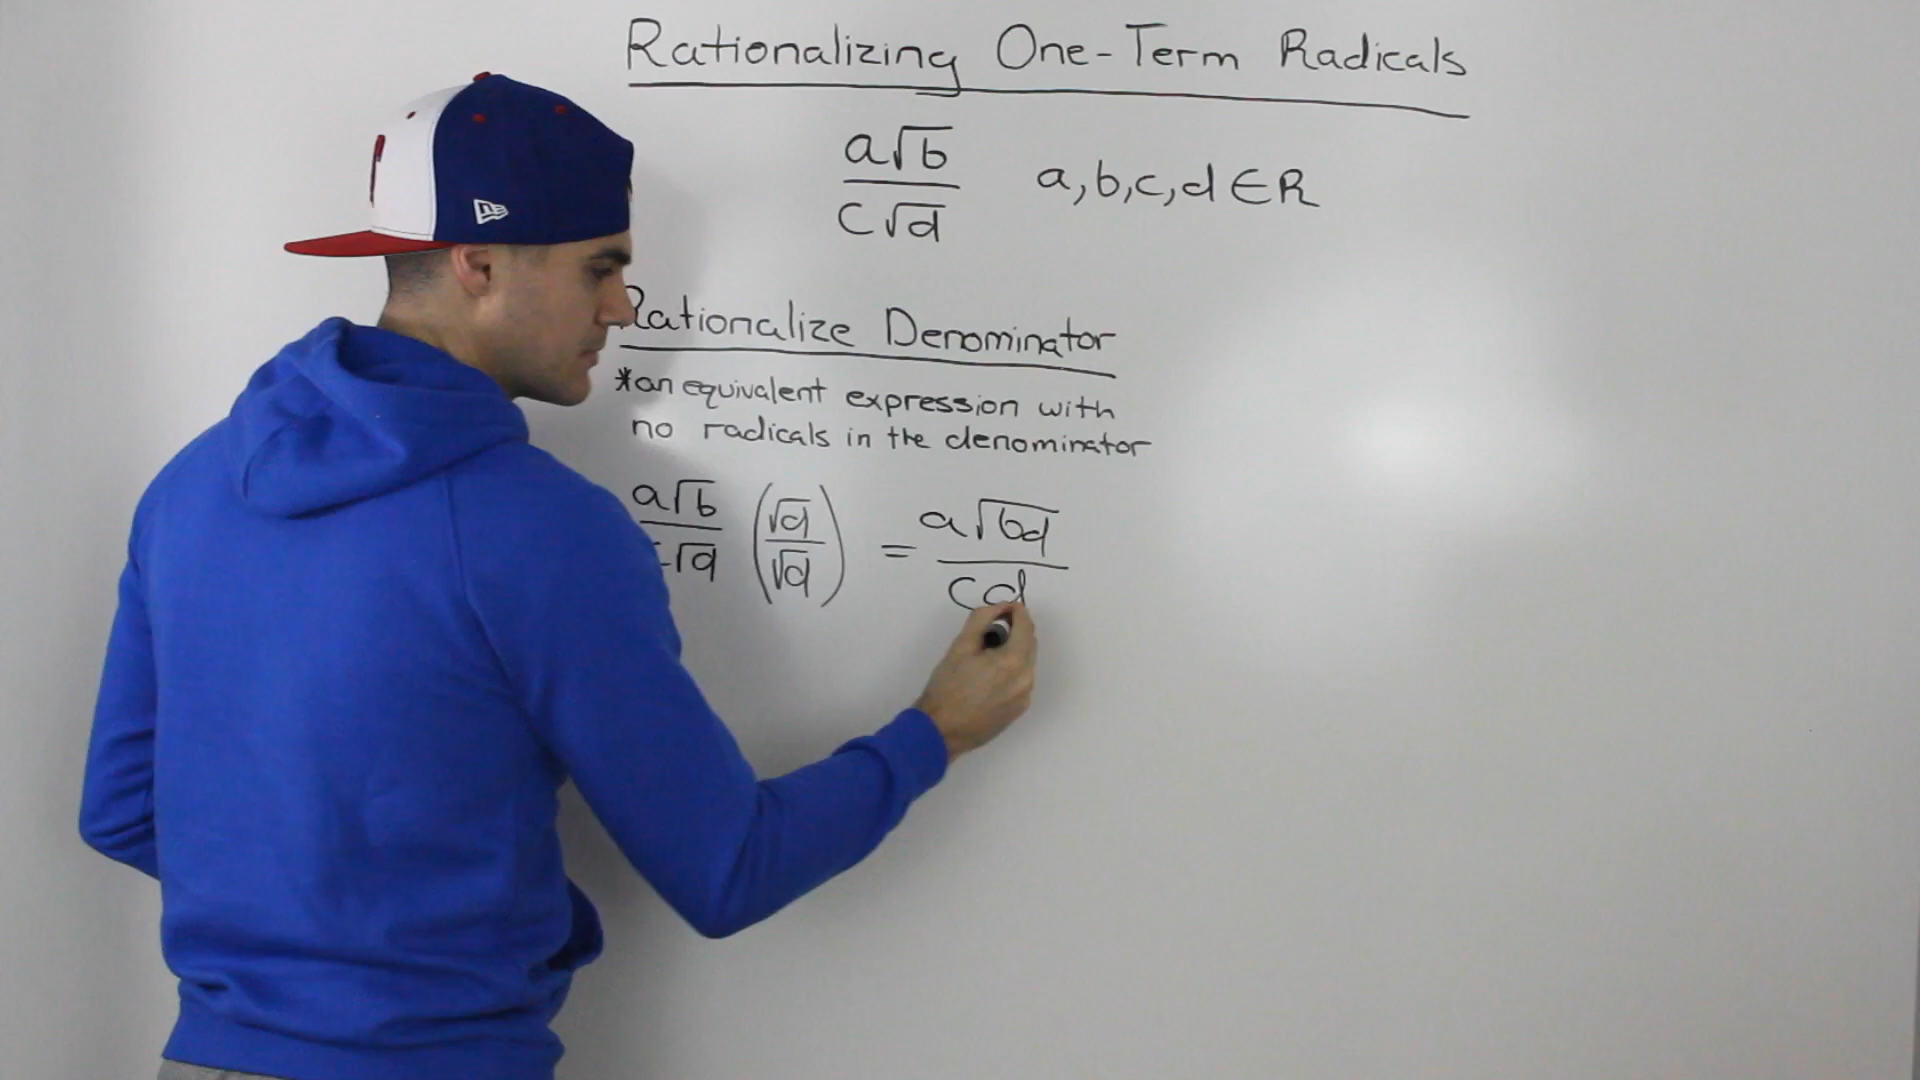 Rationalizing One-Term Radicals
a√b / c√d a,b,c,d ∈ R
Rationalize Denominator
*an equivalent expression with
no radicals in the denominator
a√b / c√d (√d / √d) = a√bd / cd